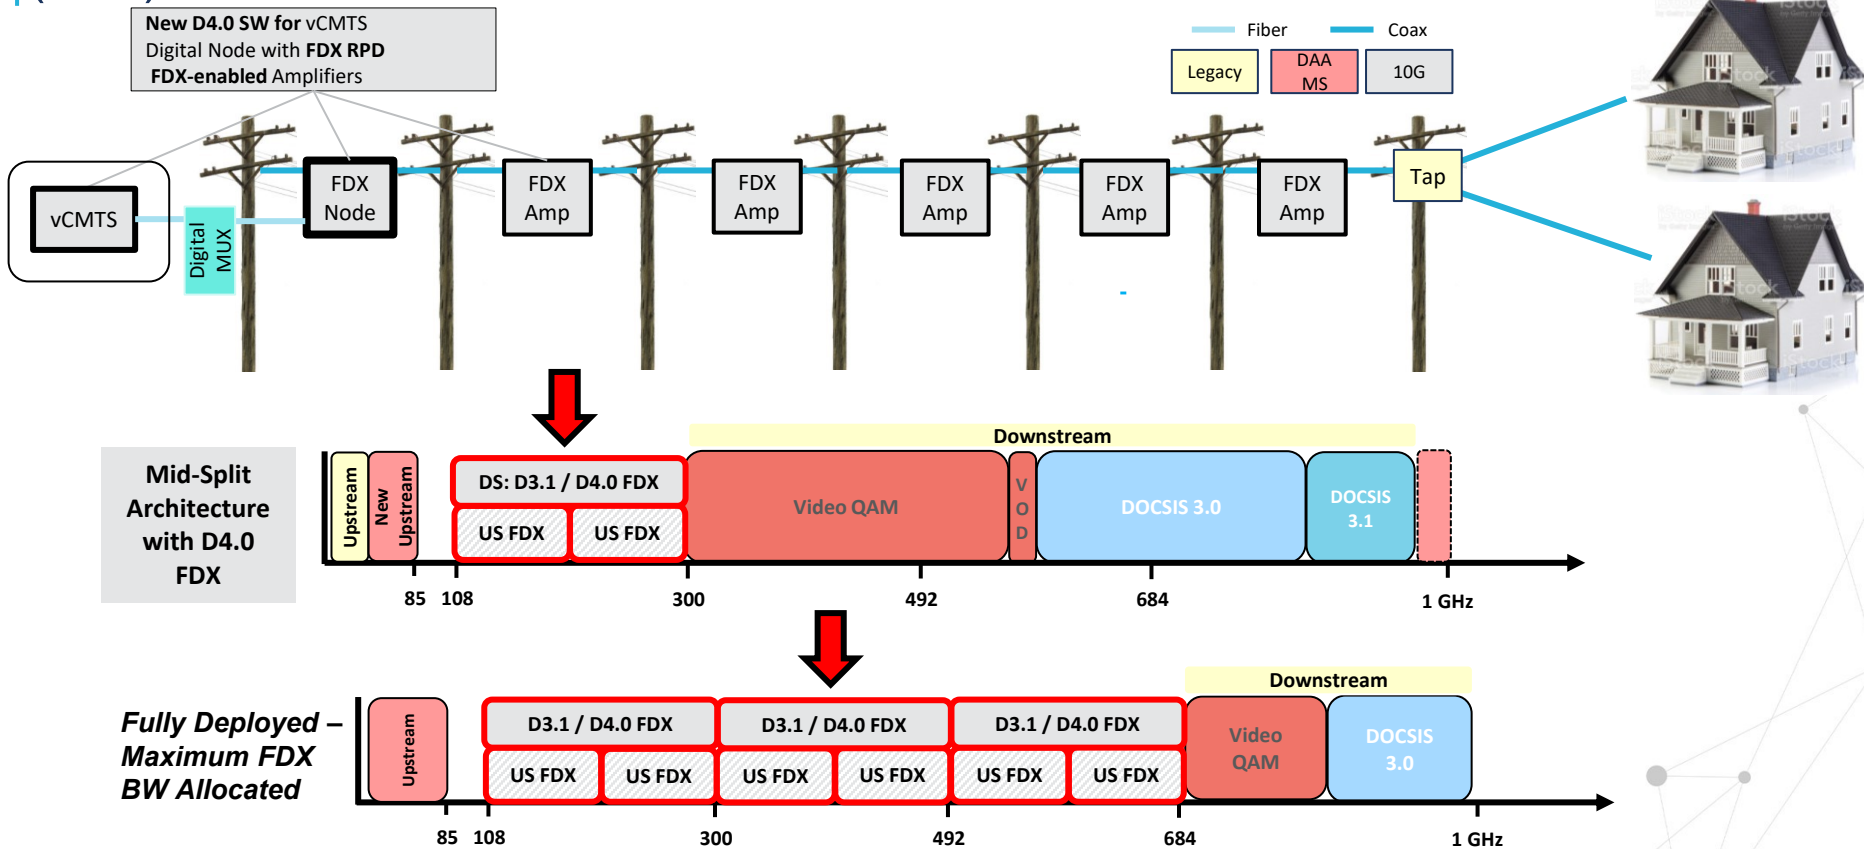 New D4.0 SW for vCMTS
Digital Node with FDX RPD
FDX-enabled Amplifiers
Fiber
Coax
Legacy
DAA
MS
10G
vCMTS
Digital
MUX
FDX
Node
FDX
Amp
FDX
Amp
FDX
Amp
FDX
Amp
FDX
Amp
Tap
iStock
iStock
iStock
iStock
Mid-Split
Architecture
with D4.0
FDX
Upstream
New
Upstream
DS: D3.1 / D4.0 FDX
US FDX
US FDX
Downstream
Video QAM
V
O
D
DOCSIS 3.0
DOCSIS
3.1
85
108
300
492
684
1 GHz
Fully Deployed –
Maximum FDX
BW Allocated
Upstream
D3.1 / D4.0 FDX
D3.1 / D4.0 FDX
D3.1 / D4.0 FDX
US FDX
US FDX
US FDX
US FDX
US FDX
US FDX
Downstream
Video
QAM
DOCSIS
3.0
85
108
300
492
684
1 GHz